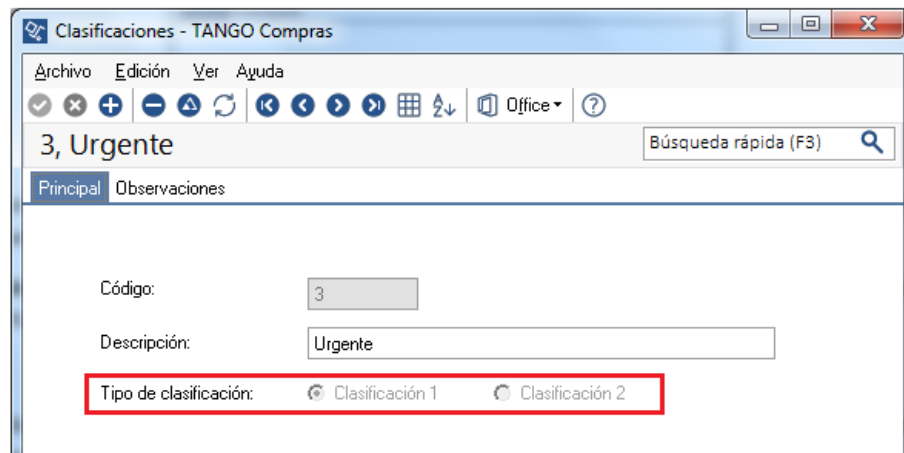 Clasificaciones - TANGO Compras
Archivo Edición Ver Ayuda
Office
3, Urgente
Búsqueda rápida (F3)
Principal Observaciones
Código: 3
Descripción: Urgente
Tipo de clasificación: Clasificación 1 Clasificación 2